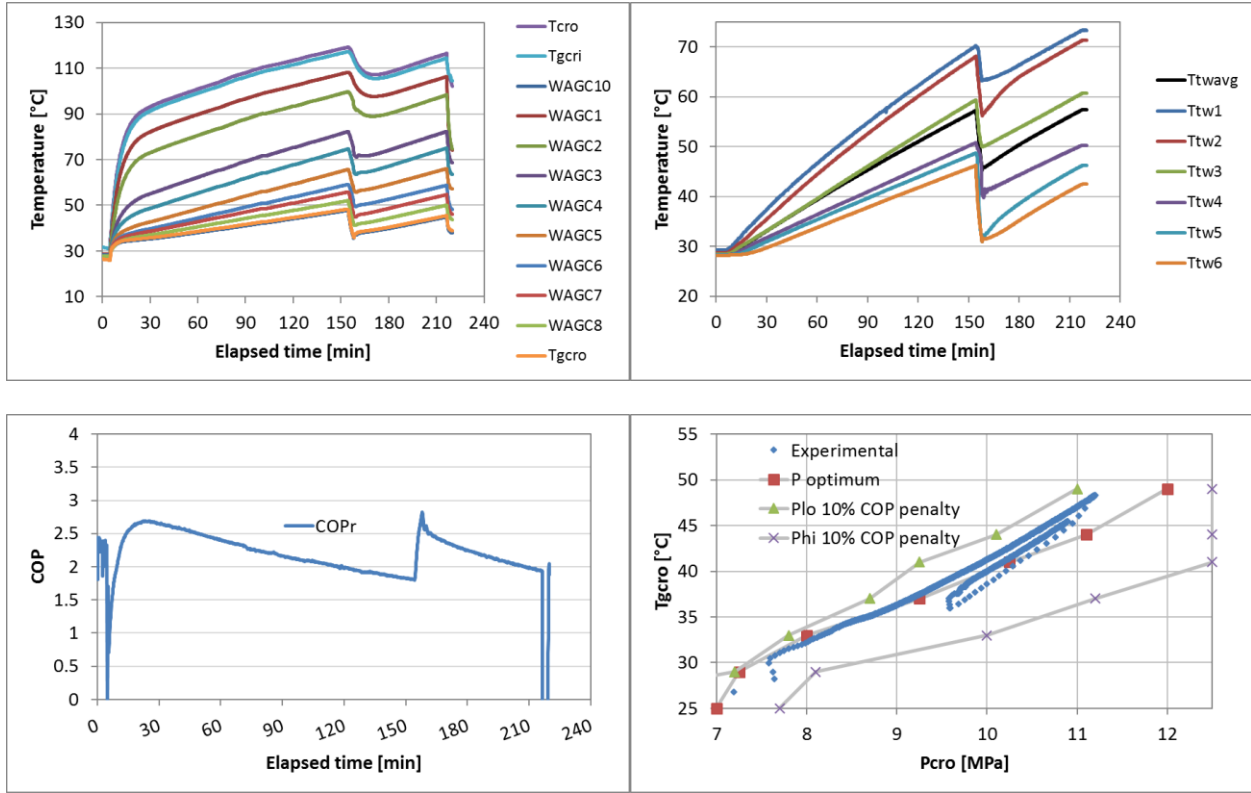 130
110
90
70
50
30
10
Temperature [°C]
0 30 60 90 120 150 180 210 240
Elapsed time [min]
Tcro
Tgcri
WAGC10
WAGC1
WAGC2
WAGC3
WAGC4
WAGC5
WAGC6
WAGC7
WAGC8
Tgcro
70
60
50
40
30
20
Temperature [°C]
0 30 60 90 120 150 180 210 240
Elapsed time [min]
Ttwavg
Ttw1
Ttw2
Ttw3
Ttw4
Ttw5
Ttw6
4
3.5
3
2.5
2
1.5
1
0.5
0
COP
COPr
0 30 60 90 120 150 180 210 240
Elapsed time [min]
55
50
45
40
35
30
25
Tgcro [°C]
Experimental
P optimum
Plo 10% COP penalty
Phi 10% COP penalty
7 8 9 10 11 12
Pcro [MPa]